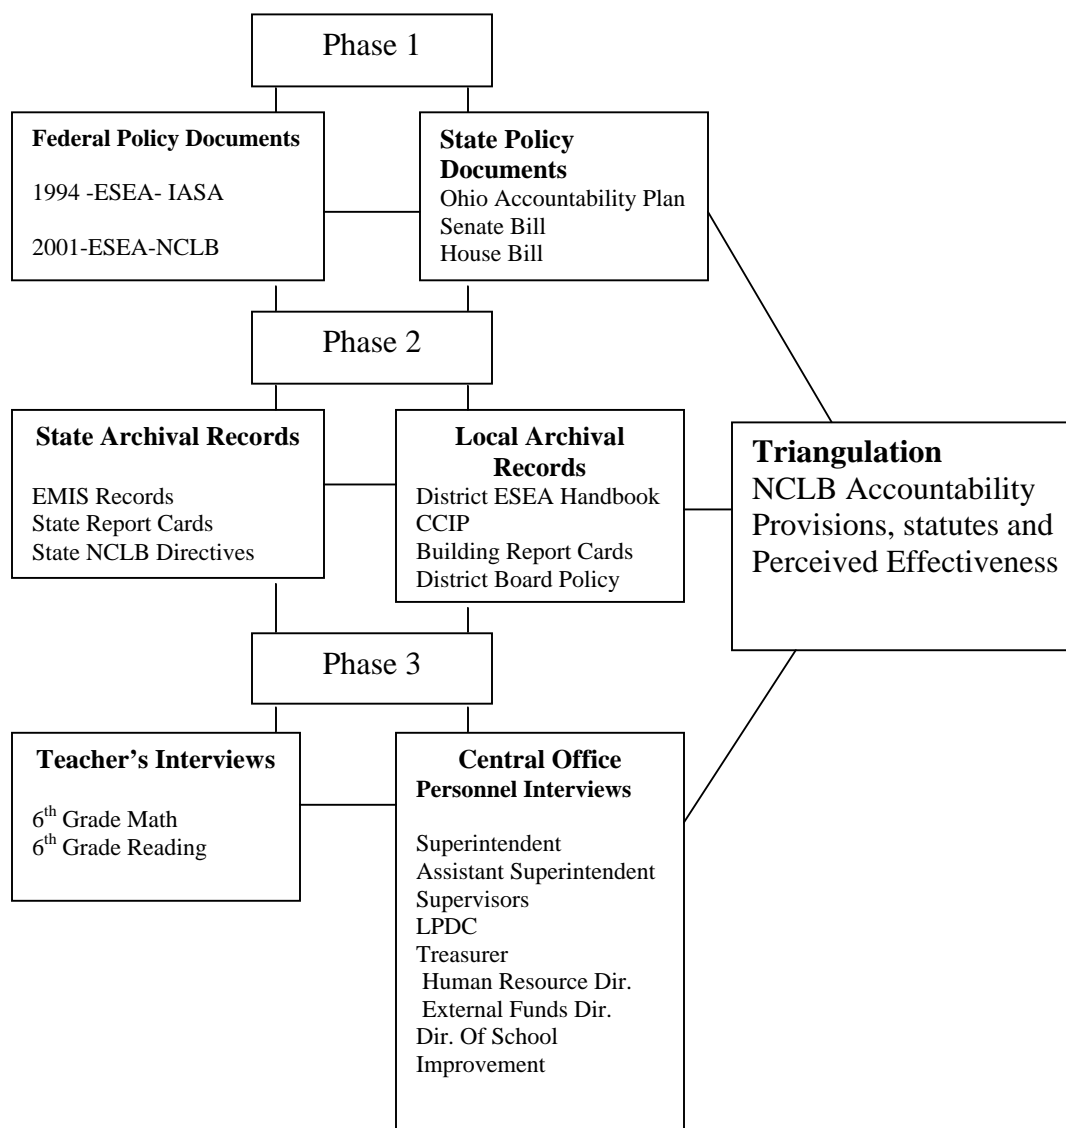 Phase 1
Federal Policy Documents
1994 -ESEA- IASA
2001-ESEA-NCLB
State Policy
Documents
Ohio Accountability Plan
Senate Bill
House Bill
Phase 2
State Archival Records
EMIS Records
State Report Cards
State NCLB Directives
Local Archival
Records
District ESEA Handbook
CCIP
Building Report Cards
District Board Policy
Triangulation
NCLB Accountability
Provisions, statutes and
Perceived Effectiveness
Phase 3
Teacher’s Interviews
6th Grade Math
6th Grade Reading
Central Office
Personnel Interviews
Superintendent
Assistant Superintendent
Supervisors
LPDC
Treasurer
Human Resource Dir.
External Funds Dir.
Dir. Of School
Improvement